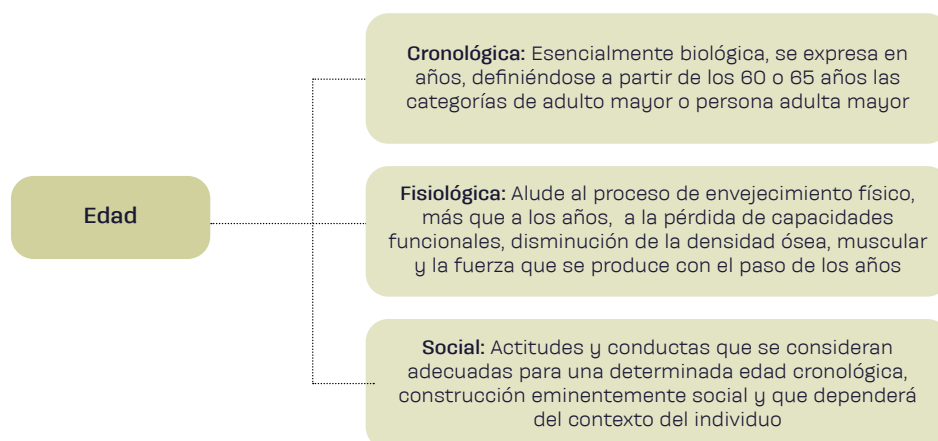 Cronológica: Esencialmente biológica, se expresa en
años, definiéndose a partir de los 60 o 65 años las
categorías de adulto mayor o persona adulta mayor
Edad
Fisiológica: Alude al proceso de envejecimiento físico,
más que a los años, a la pérdida de capacidades
funcionales, disminución de la densidad ósea, muscular
y la fuerza que se produce con el paso de los años
Social: Actitudes y conductas que se consideran
adecuadas para una determinada edad cronológica,
construcción eminentemente social y que dependerá
del contexto del individuo